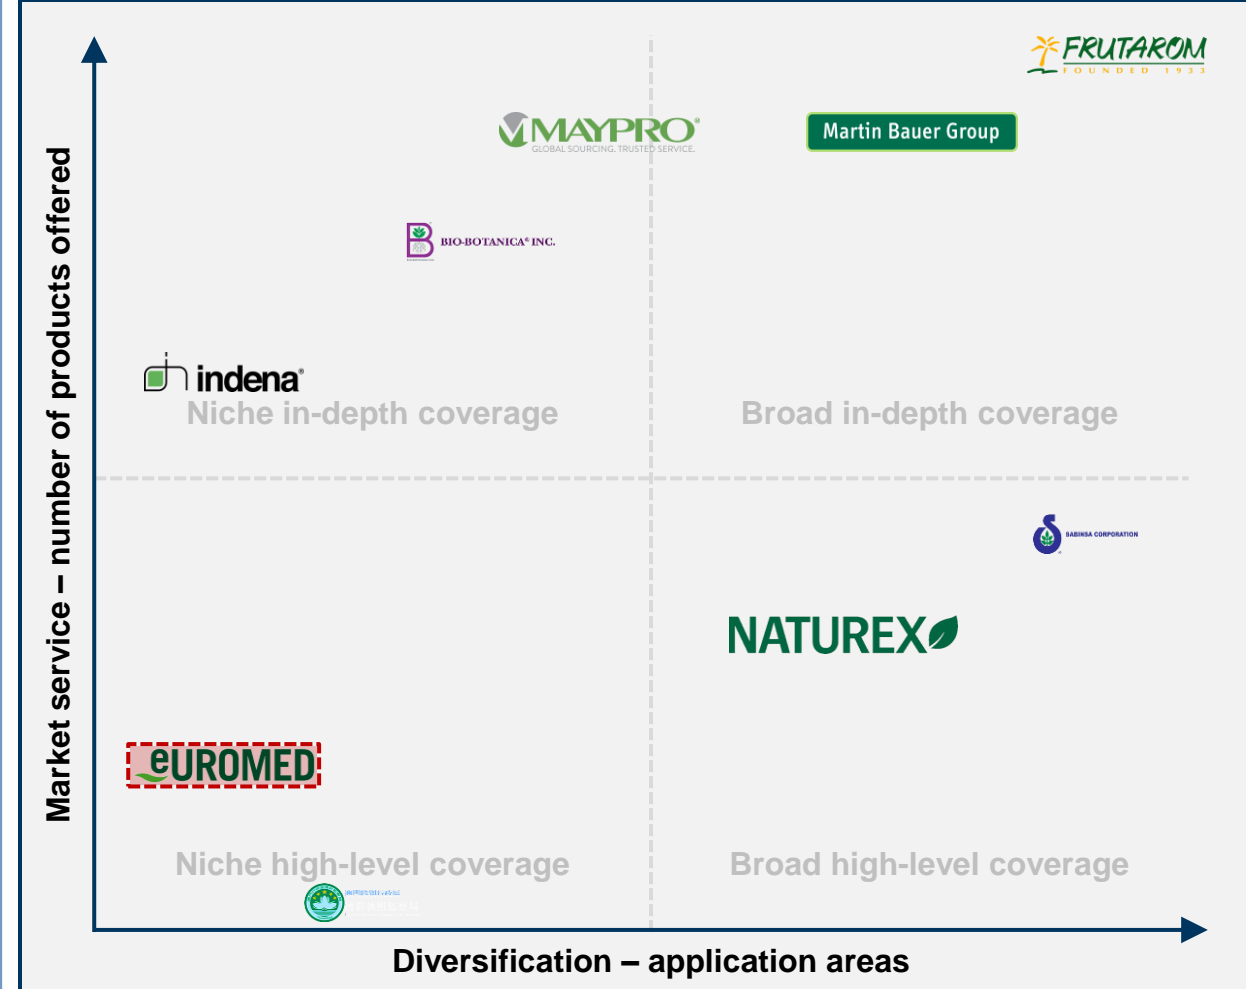 FRUTAROM
FOUNDED 1933
MAYPRO®
GLOBAL SOURCING. TRUSTED SERVICE.
Martin Bauer Group
BIO-BOTANICA® INC.
indena®
Niche in-depth coverage
Broad in-depth coverage
SABINSA CORPORATION
NATUREX
eUROMED
Niche high-level coverage
Broad high-level coverage
Market service – number of products offered
Diversification – application areas